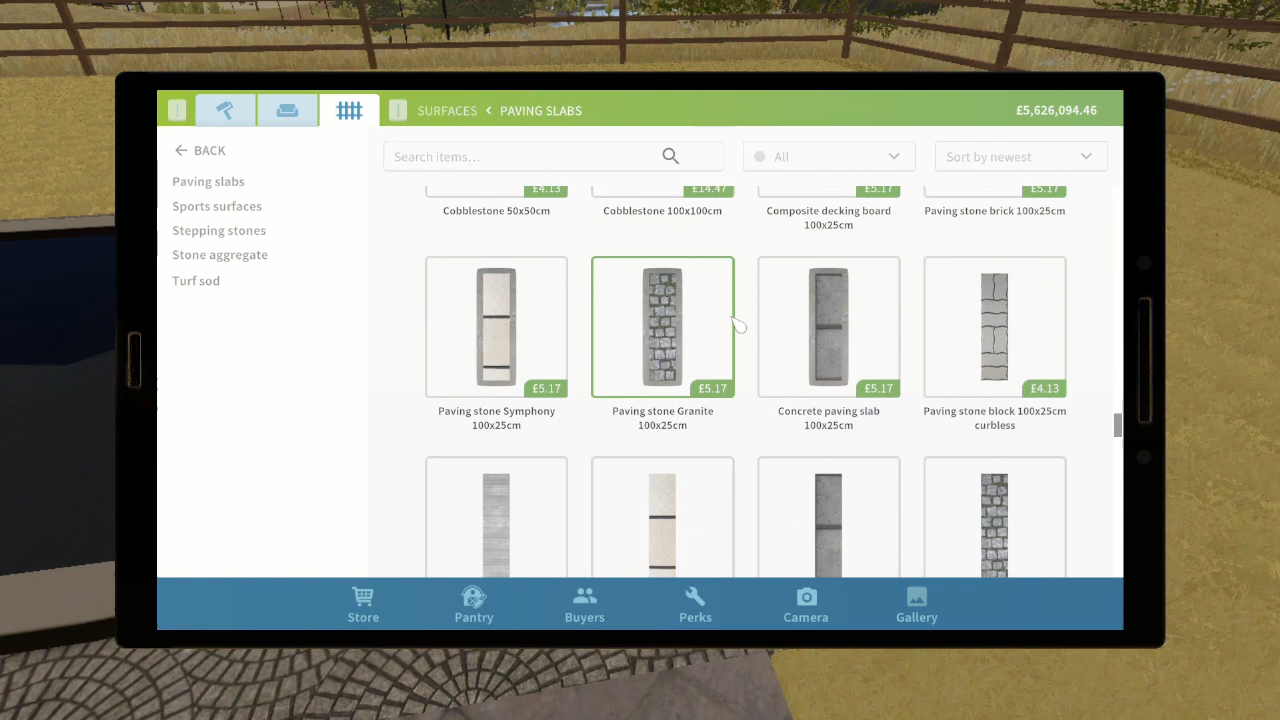 SURFACES < PAVING SLABS
£5,626,094.46
BACK
Paving slabs
Sports surfaces
Stepping stones
Stone aggregate
Turf sod
Search items...
All
Sort by newest
£4.13
£14.47
£5.17
£5.17
Cobblestone 50x50cm
Cobblestone 100x100cm
Composite decking board
100x25cm
Paving stone brick 100x25cm
£5.17
£5.17
£5.17
£4.13
Paving stone Symphony
100x25cm
Paving stone Granite
100x25cm
Concrete paving slab
100x25cm
Paving stone block 100x25cm
curbless
Store
Pantry
Buyers
Perks
Camera
Gallery